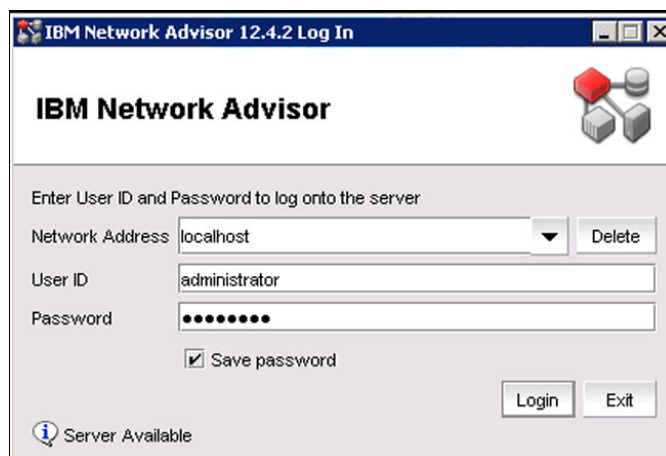 IBM Network Advisor 12.4.2 Log In
IBM Network Advisor
Enter User ID and Password to log onto the server
Network Address localhost Delete
User ID administrator
Password ●●●●●●●●
Save password
Login Exit
Server Available